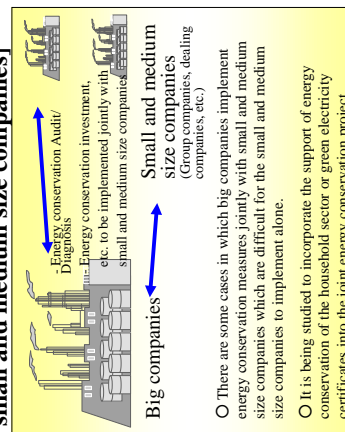 small and medium size companies]
- Energy conservation Audit/
Diagnosis
- Energy conservation investment,
etc. to be implemented jointly with
small and medium size companies
Big companies
Small and medium
size companies
(Group companies, dealing
companies, etc.)
○ There are some cases in which big companies implement
energy conservation measures jointly with small and medium
size companies which are difficult for the small and medium
size companies to implement alone.
○ It is being studied to incorporate the support of energy
conservation of the household sector or green electricity
certificates into the joint energy conservation project